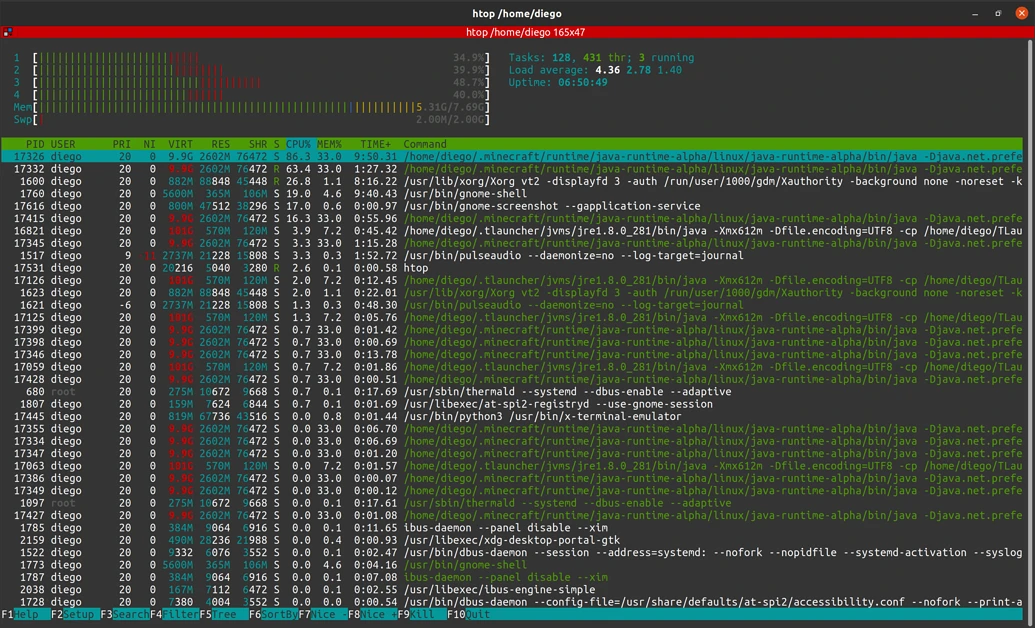 htop /home/diego
htop /home/diego 165x47
1 [ 34.9%] Tasks: 128, 431 thr; 3 running
2 [ 39.9%] Load average: 4.36 2.78 1.40
3 [ 48.7%] Uptime: 06:50:49
4 [ 40.0%]
Mem[ 5.31G/7.69G]
Swp[ 2.00M/2.00G]
PID USER PRI NI VIRT RES SHR S CPU% MEM% TIME+ Command
17326 diego 20 0 9.9G 2602M 76472 S 86.3 33.0 9:50.31 /home/diego/.minecraft/runtime/java-runtime-alpha/linux/java-runtime-alpha/bin/java -Djava.net.prefe
17332 diego 20 0 9.9G 2602M 76472 R 63.4 33.0 1:27.32 /home/diego/.minecraft/runtime/java-runtime-alpha/linux/java-runtime-alpha/bin/java -Djava.net.prefe
1600 diego 20 0 882M 88848 45448 R 26.8 1.1 8:16.22 /usr/lib/xorg/Xorg vt2 -displayfd 3 -auth /run/user/1000/gdm/Xauthority -background none -noreset -k
1760 diego 20 0 5600M 365M 106M S 19.0 4.6 9:40.43 /usr/bin/gnome-shell
17616 diego 20 0 800M 47512 38296 S 17.0 0.6 0:00.97 /usr/bin/gnome-screenshot --gapplication-service
17415 diego 20 0 9.9G 2602M 76472 S 16.3 33.0 0:55.96 /home/diego/.minecraft/runtime/java-runtime-alpha/linux/java-runtime-alpha/bin/java -Djava.net.prefe
16821 diego 20 0 101G 570M 120M S 3.9 7.2 0:45.42 /home/diego/.tlauncher/jvms/jre1.8.0_281/bin/java -Xmx612m -Dfile.encoding=UTF8 -cp /home/diego/TLau
17345 diego 20 0 9.9G 2602M 76472 S 3.3 33.0 1:15.28 /home/diego/.minecraft/runtime/java-runtime-alpha/linux/java-runtime-alpha/bin/java -Djava.net.prefe
1517 diego 9 2737M 21228 15808 S 3.3 0.3 1:52.72 /usr/bin/pulseaudio --daemonize=no --log-target=journal
17531 diego 20 0 20216 5040 3280 R 2.6 0.1 0:00.58 htop
17126 diego 20 0 101G 570M 120M S 2.0 7.2 0:12.45 /home/diego/.tlauncher/jvms/jre1.8.0_281/bin/java -Xmx612m -Dfile.encoding=UTF8 -cp /home/diego/TLau
1623 diego 20 0 882M 88848 45448 S 2.0 1.1 0:22.01 /usr/lib/xorg/Xorg vt2 -displayfd 3 -auth /run/user/1000/gdm/Xauthority -background none -noreset -k
1621 diego -6 0 2737M 21228 15808 S 1.3 0.3 0:48.30 /usr/bin/pulseaudio --daemonize=no --log-target=journal
17125 diego 20 0 101G 570M 120M S 1.3 7.2 0:05.76 /home/diego/.tlauncher/jvms/jre1.8.0_281/bin/java -Xmx612m -Dfile.encoding=UTF8 -cp /home/diego/TLau
17399 diego 20 0 9.9G 2602M 76472 S 0.7 33.0 0:01.42 /home/diego/.minecraft/runtime/java-runtime-alpha/linux/java-runtime-alpha/bin/java -Djava.net.prefe
17398 diego 20 0 9.9G 2602M 76472 S 0.7 33.0 0:06.69 /home/diego/.minecraft/runtime/java-runtime-alpha/linux/java-runtime-alpha/bin/java -Djava.net.prefe
17346 diego 20 0 9.9G 2602M 76472 S 0.7 33.0 0:13.78 /home/diego/.minecraft/runtime/java-runtime-alpha/linux/java-runtime-alpha/bin/java -Djava.net.prefe
17059 diego 20 0 101G 570M 120M S 0.7 7.2 0:01.86 /home/diego/.tlauncher/jvms/jre1.8.0_281/bin/java -Xmx612m -Dfile.encoding=UTF8 -cp /home/diego/TLau
17428 diego 20 0 9.9G 2602M 76472 S 0.7 33.0 0:00.51 /home/diego/.minecraft/runtime/java-runtime-alpha/linux/java-runtime-alpha/bin/java -Djava.net.prefe
680 root 20 0 275M 10672 9668 S 0.7 0.1 0:17.69 /usr/sbin/thermald --systemd --dbus-enable --adaptive
1807 diego 20 0 159M 7624 6844 S 0.7 0.1 0:00.51 /usr/libexec/at-spi2-registryd --use-gnome-session
17445 diego 20 0 819M 67736 43516 S 0.0 0.8 0:01.44 /usr/bin/python3 /usr/bin/x-terminal-emulator
17355 diego 20 0 9.9G 2602M 76472 S 0.0 33.0 0:06.70 /home/diego/.minecraft/runtime/java-runtime-alpha/linux/java-runtime-alpha/bin/java -Djava.net.prefe
17334 diego 20 0 9.9G 2602M 76472 S 0.0 33.0 0:06.69 /home/diego/.minecraft/runtime/java-runtime-alpha/linux/java-runtime-alpha/bin/java -Djava.net.prefe
17347 diego 20 0 9.9G 2602M 76472 S 0.0 33.0 0:01.20 /home/diego/.minecraft/runtime/java-runtime-alpha/linux/java-runtime-alpha/bin/java -Djava.net.prefe
17063 diego 20 0 101G 570M 120M S 0.0 7.2 0:01.57 /home/diego/.tlauncher/jvms/jre1.8.0_281/bin/java -Xmx612m -Dfile.encoding=UTF8 -cp /home/diego/TLau
17386 diego 20 0 9.9G 2602M 76472 S 0.0 33.0 0:00.07 /home/diego/.minecraft/runtime/java-runtime-alpha/linux/java-runtime-alpha/bin/java -Djava.net.prefe
17349 diego 20 0 9.9G 2602M 76472 S 0.0 33.0 0:00.12 /home/diego/.minecraft/runtime/java-runtime-alpha/linux/java-runtime-alpha/bin/java -Djava.net.prefe
1097 root 20 0 275M 10672 9668 S 0.0 0.1 0:17.61 /usr/sbin/thermald --systemd --dbus-enable --adaptive
17427 diego 20 0 9.9G 2602M 76472 S 0.0 33.0 0:01.08 /home/diego/.minecraft/runtime/java-runtime-alpha/linux/java-runtime-alpha/bin/java -Djava.net.prefe
1785 diego 20 0 384M 9064 6916 S 0.0 0.1 0:11.65 ibus-daemon --panel disable --xim
2159 diego 20 0 490M 28236 21988 S 0.0 0.4 0:00.93 /usr/libexec/xdg-desktop-portal-gtk
1522 diego 20 0 9332 6076 3552 S 0.0 0.1 0:02.47 /usr/bin/dbus-daemon --session --address=systemd: --nofork --nopidfile --systemd-activation --syslog
1773 diego 20 0 5600M 365M 106M S 0.0 4.6 0:04.16 /usr/bin/gnome-shell
1787 diego 20 0 384M 9064 6916 S 0.0 0.1 0:07.08 ibus-daemon --panel disable --xim
2038 diego 20 0 167M 7112 6472 S 0.0 0.1 0:02.55 /usr/libexec/ibus-engine-simple
1728 diego 20 0 7380 4004 3552 S 0.0 0.1 0:00.54 /usr/bin/dbus-daemon --config-file=/usr/share/defaults/at-spi2/accessibility.conf --nofork --print-a
F1Help F2Setup F3SearchF4FilterF5Tree F6SortByF7Nice -F8Nice +F9Kill F10Quit